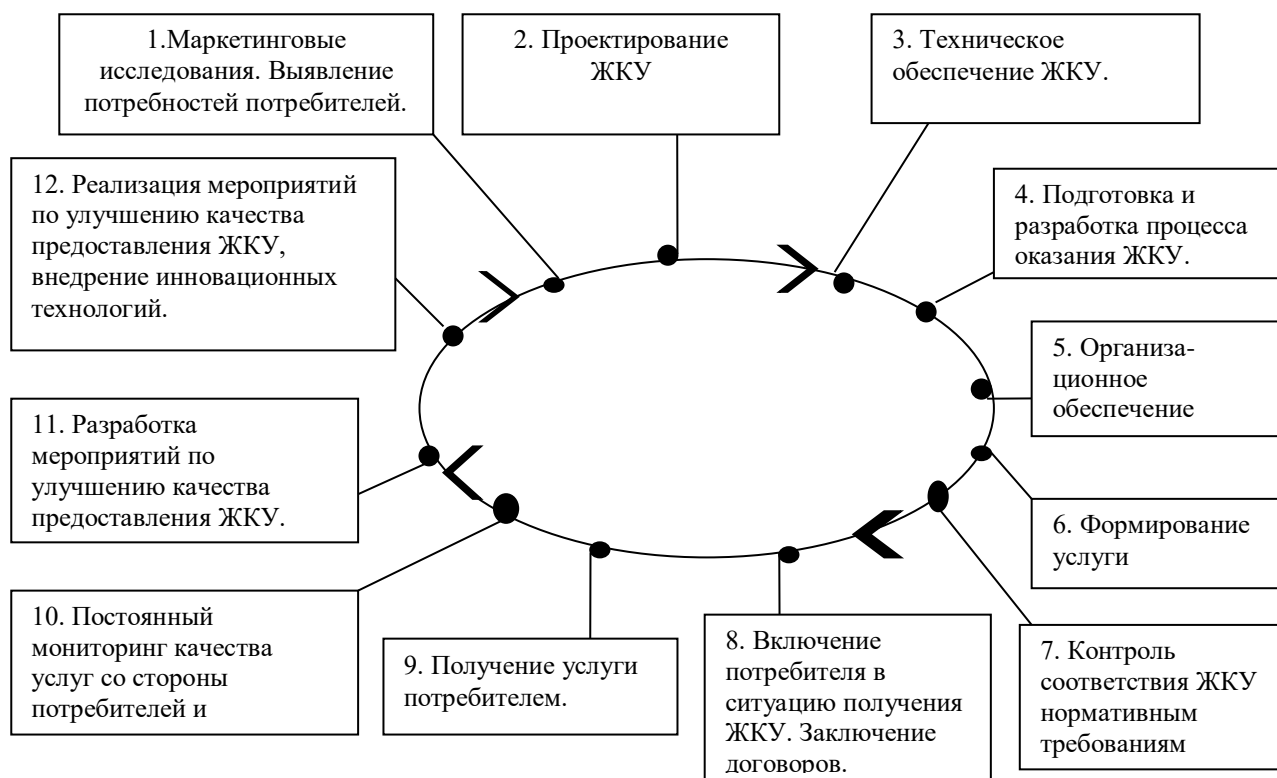 1.Маркетинговые
исследования. Выявление
потребностей потребителей.
2. Проектирование
ЖКУ
3. Техническое
обеспечение ЖКУ.
4. Подготовка и
разработка процесса
оказания ЖКУ.
5. Организа-
ционное
обеспечение
6. Формирование
услуги
7. Контроль
соответствия ЖКУ
нормативным
требованиям
8. Включение
потребителя в
ситуацию получения
ЖКУ. Заключение
договоров.
9. Получение услуги
потребителем.
10. Постоянный
мониторинг качества
услуг со стороны
потребителей и
11. Разработка
мероприятий по
улучшению качества
предоставления ЖКУ.
12. Реализация мероприятий
по улучшению качества
предоставления ЖКУ,
внедрение инновационных
технологий.